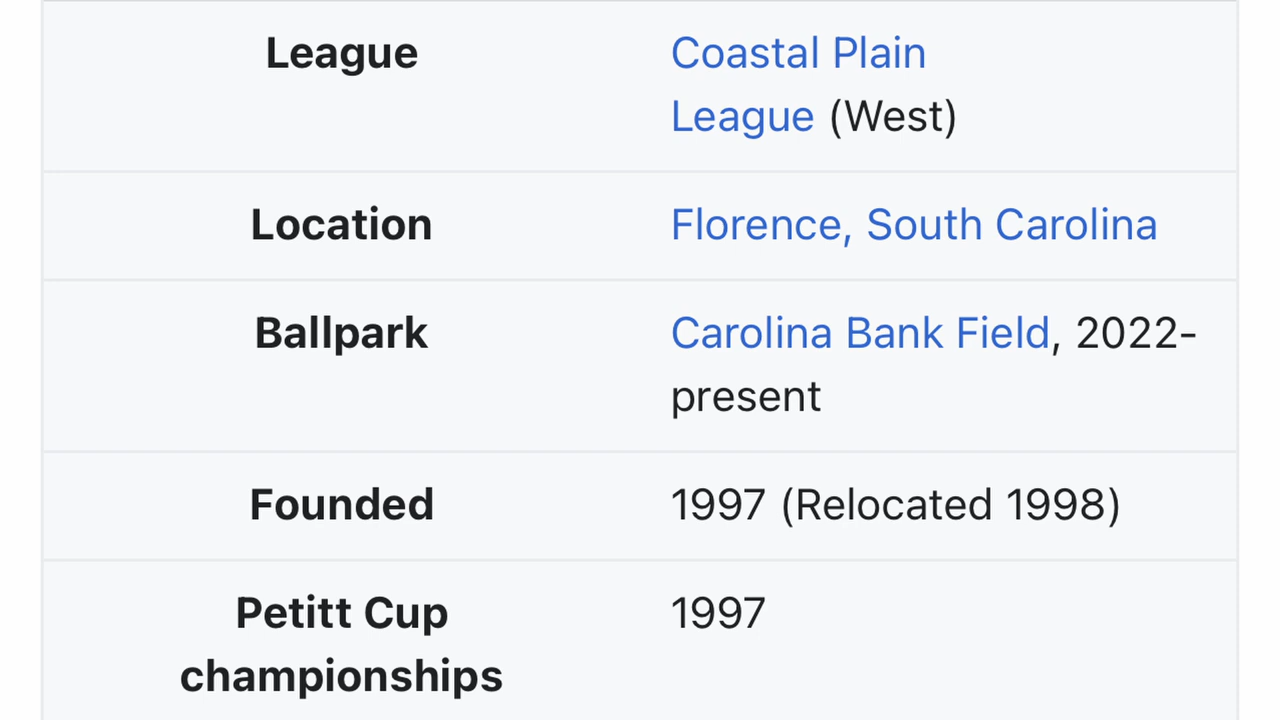 League
Coastal Plain
League (West)
Location
Florence, South Carolina
Ballpark
Carolina Bank Field, 2022-
present
Founded
1997 (Relocated 1998)
Petitt Cup
championships
1997